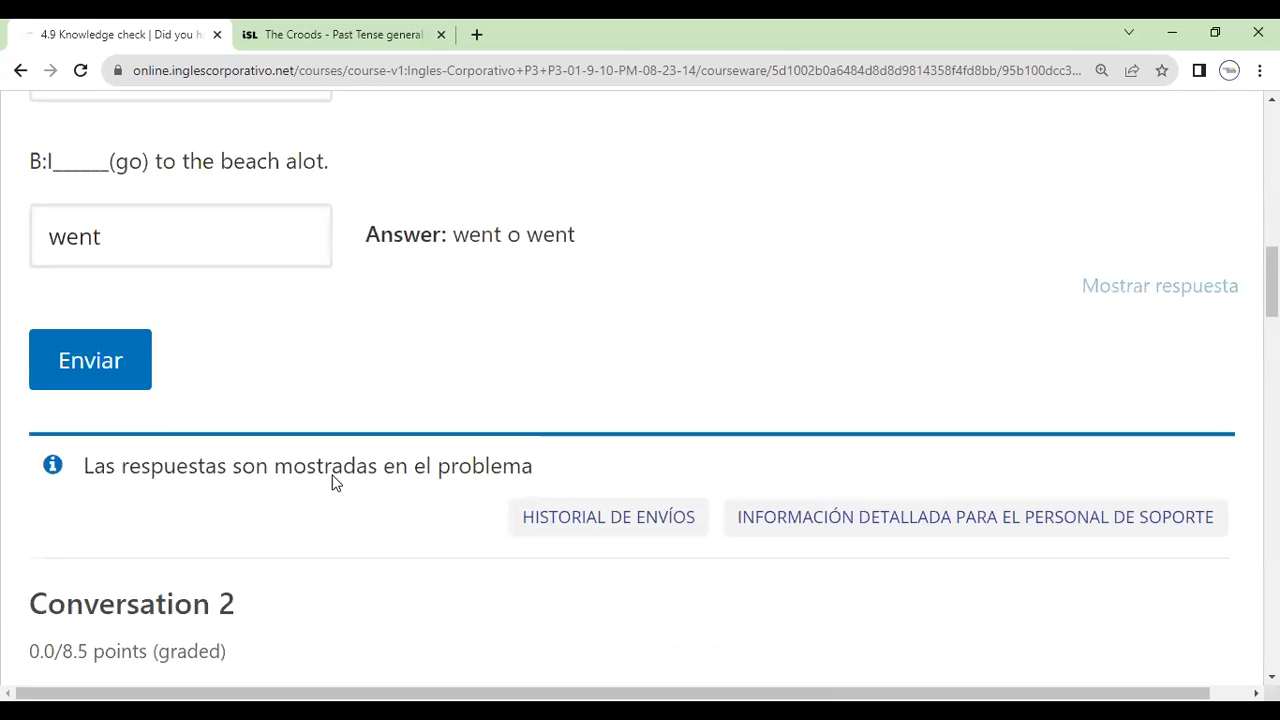 4.9 Knowledge check | Did you h
iSL The Croods - Past Tense general
online.inglescorporativo.net/courses/course-v1:Ingles-Corporativo+P3+P3-01-9-10-PM-08-23-14/courseware/5d1002b0a6484d8d8d9814358f4fd8bb/95b100dcc3...
B:I______(go) to the beach alot.
went
Answer: went o went
Mostrar respuesta
Enviar
Las respuestas son mostradas en el problema
HISTORIAL DE ENVÍOS
INFORMACIÓN DETALLADA PARA EL PERSONAL DE SOPORTE
Conversation 2
0.0/8.5 points (graded)